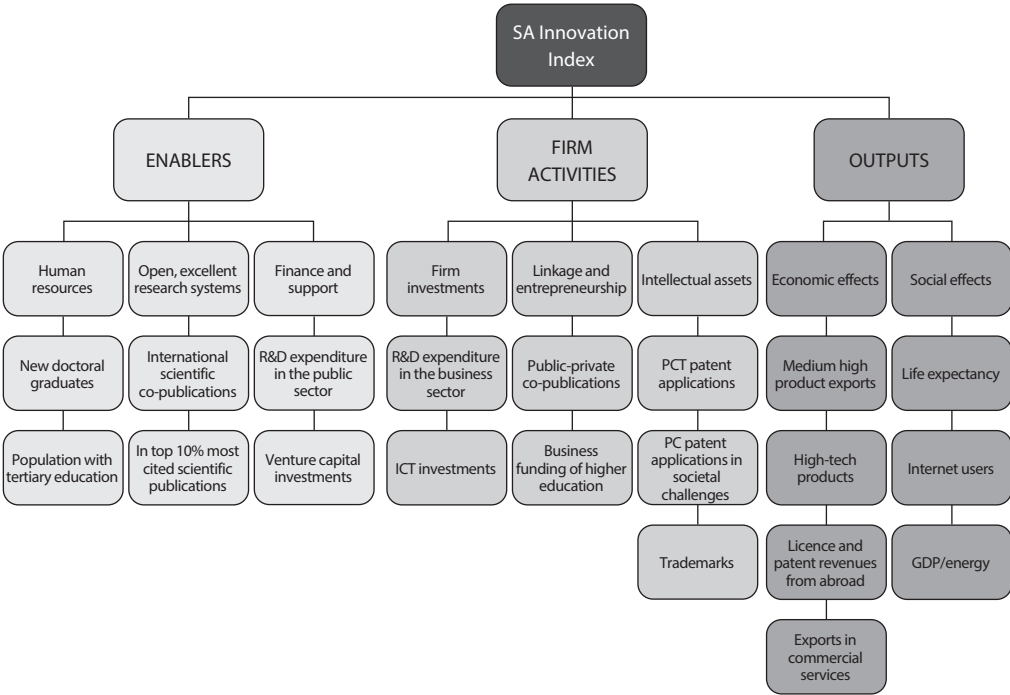 SA Innovation
Index
ENABLERS
FIRM
ACTIVITIES
OUTPUTS
Human
resources
Open, excellent
research systems
Finance and
support
Firm
investments
Linkage and
entrepreneurship
Intellectual assets
Economic effects
Social effects
New doctoral
graduates
International
scientific
co-publications
R&D expenditure
in the public
sector
R&D expenditure
in the business
sector
Public-private
co-publications
PCT patent
applications
Medium high
product exports
Life expectancy
Population with
tertiary education
In top 10% most
cited scientific
publications
Venture capital
investments
ICT investments
Business
funding of higher
education
PC patent
applications in
societal
challenges
High-tech
products
Internet users
Trademarks
Licence and
patent revenues
from abroad
GDP/energy
Exports in
commercial
services